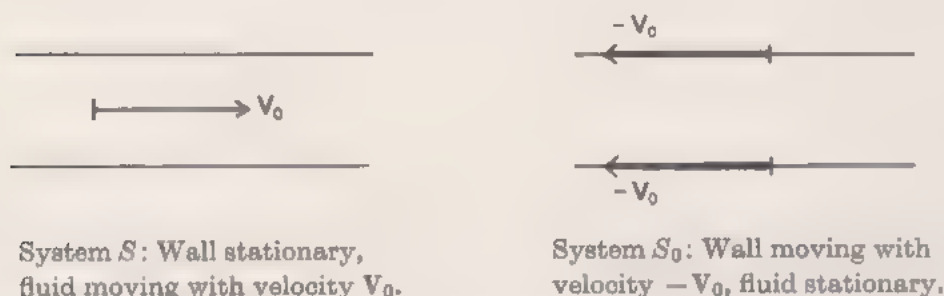 V₀
System S: Wall stationary,
fluid moving with velocity V₀.
– V₀
– V₀
System S₀: Wall moving with
velocity – V₀, fluid stationary.